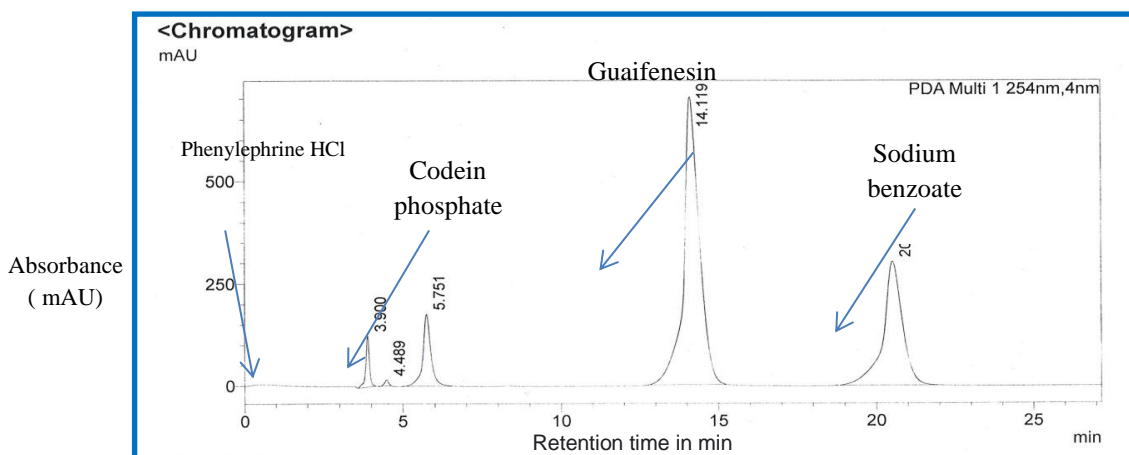 <Chromatogram>
mAU
Guaifenesin
PDA Multi 1 254nm,4nm
14.119
Phenylephrine HCl
Codein
phosphate
Sodium
benzoate
500
250
0
Absorbance
( mAU)
3.900
4.489
5.751
20
0
5
10
15
20
25
min
Retention time in min